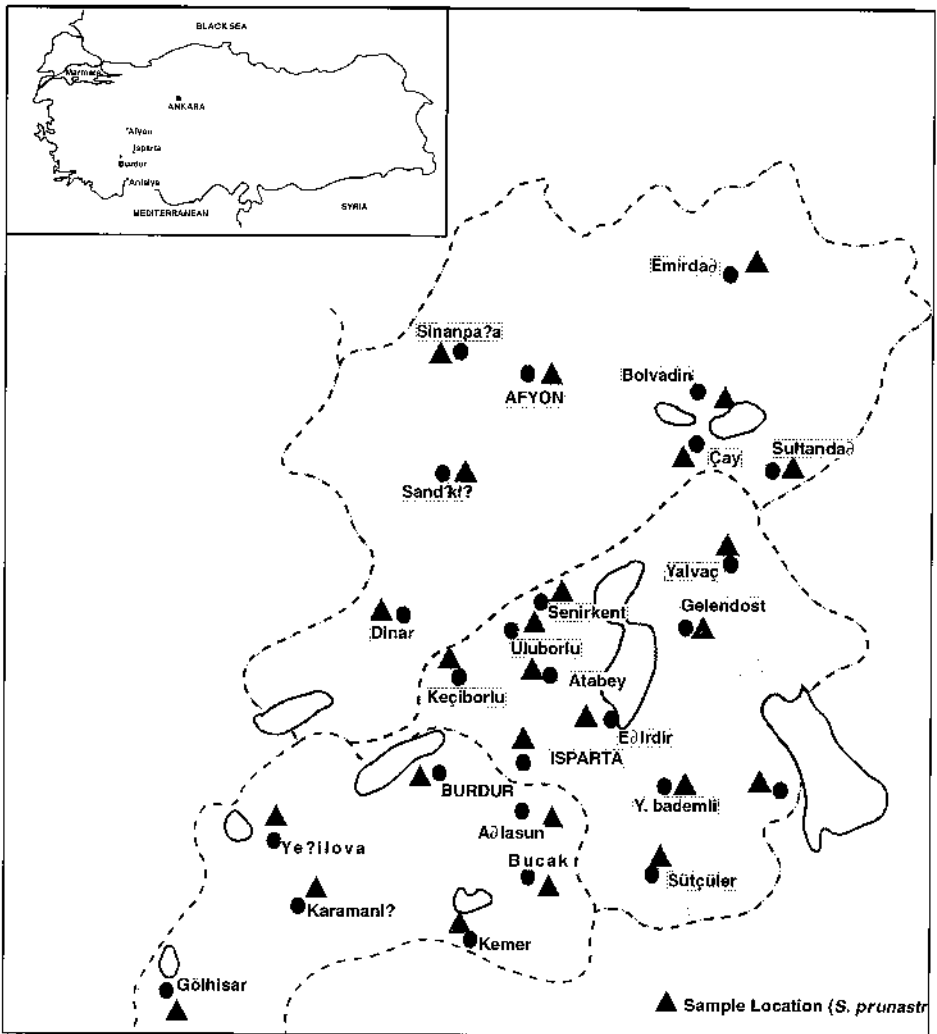 BLACK SEA
Marmara
ANKARA
Afyon
Isparta
Burdur
Antalya
MEDITERRANEAN
SYRIA
Emirda∂
Sinanpa?a
AFYON
Bolvadin
Çay
Sultanda∂
Sand?kl?
Yalvaç
Senirkent
Gelendost
Dinar
Uluborlu
Keçiborlu
Atabey
E∂irdir
ISPARTA
BURDUR
Y. bademli
A∂lasun
Ye?ilova
Bucak
Sütçüler
Karamanl?
Kemer
Gölhisar
Sample Location (S. prunastr